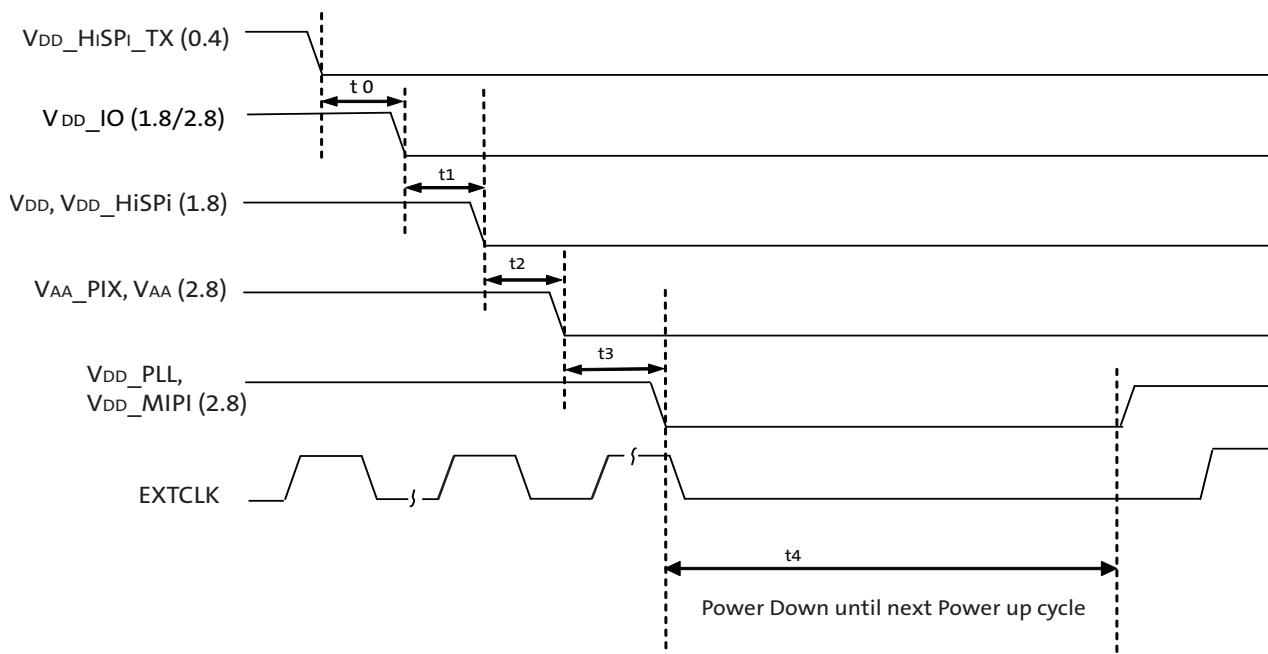 VDD_HiSPi_TX (0.4)
t 0
VDD_IO (1.8/2.8)
t1
VDD, VDD_HiSPi (1.8)
t2
VAA_PIX, VAA (2.8)
t3
VDD_PLL,
VDD_MIPI (2.8)
EXTCLK
t4
Power Down until next Power up cycle